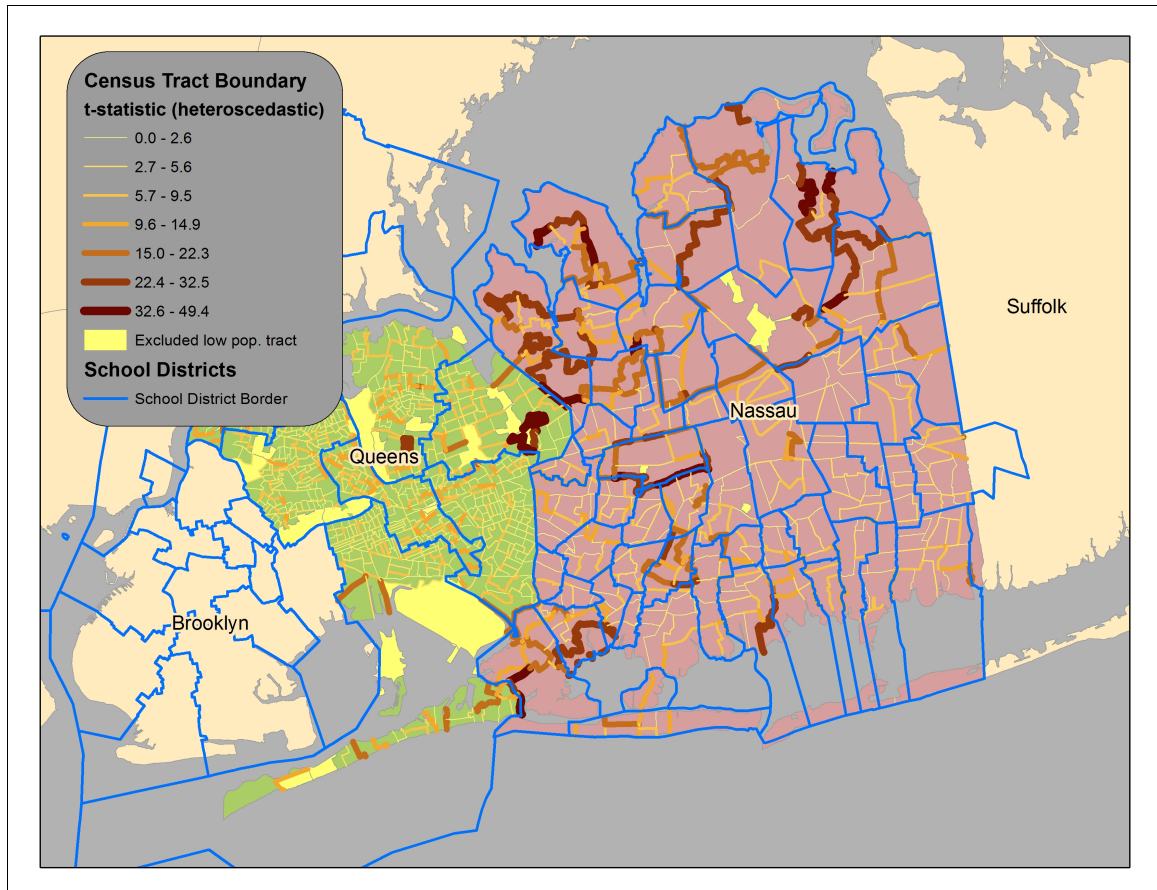 Census Tract Boundary
t-statistic (heteroscedastic)
0.0 - 2.6
2.7 - 5.6
5.7 - 9.5
9.6 - 14.9
15.0 - 22.3
22.4 - 32.5
32.6 - 49.4
Excluded low pop. tract
School Districts
School District Border
Suffolk
Nassau
Queens
Brooklyn